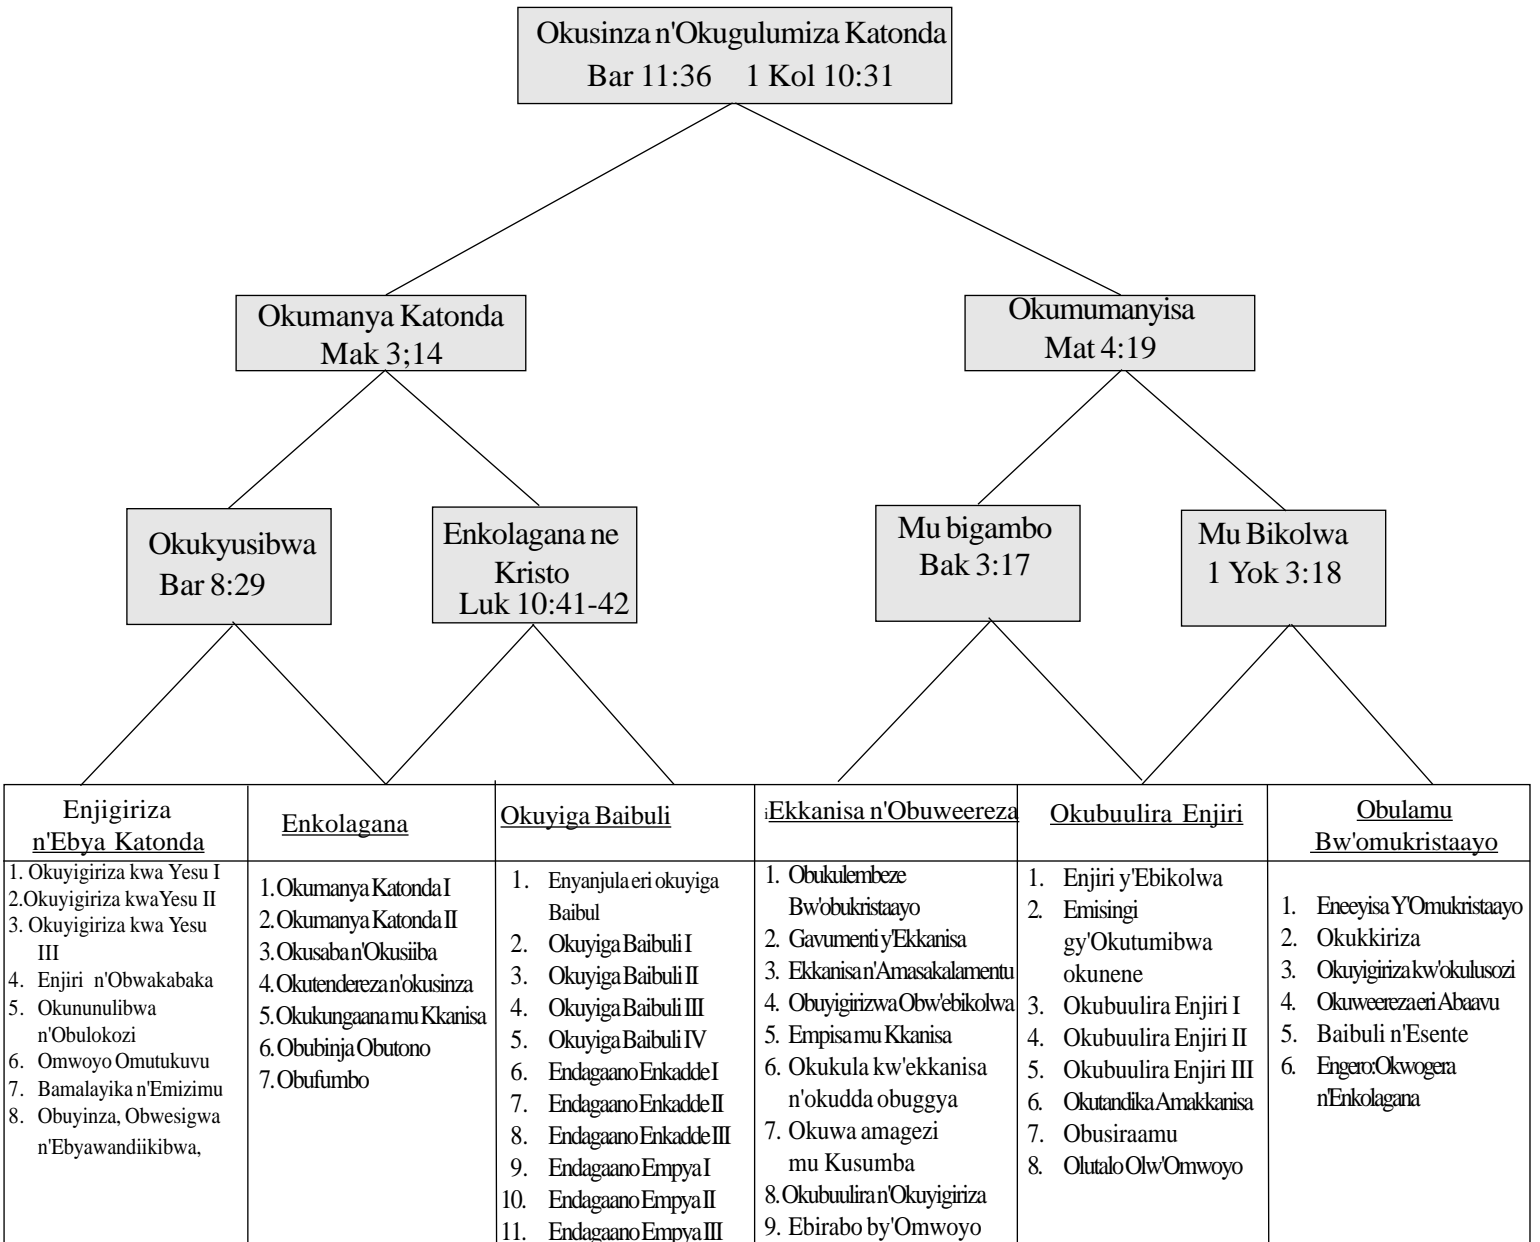 Okusinza n'Okugulumiza Katonda
Bar 11:36 1 Kol 10:31
Okumanya Katonda
Mak 3;14
Okumumanyisa
Mat 4:19
Okukyusibwa
Bar 8:29
Enkolagana ne
Kristo
Luk 10:41-42
Mu bigambo
Bak 3:17
Mu Bikolwa
1 Yok 3:18
Enjigiriza
n'Ebya Katonda
1. Okuyigiriza kwa Yesu I
2.Okuyigiriza kwaYesu II
3. Okuyigiriza kwa Yesu
III
4. Enjiri n'Obwakabaka
5. Okununulibwa
n'Obulokozi
6. Omwoyo Omutukuvu
7. Bamalayika n'Emizimu
8. Obuyinza, Obwesigwa
n'Ebyawandiikibwa,
Enkolagana
1.Okumanya Katonda I
2.Okumanya Katonda II
3.Okusaba n'Okusiiba
4.Okutendereza n'okusinza
5.Okukungaana mu Kkanisa
6.Obubinja Obutono
7.Obufumbo
Okuyiga Baibuli
1. Enyanjula eri okuyiga
Baibul
2. Okuyiga Baibuli I
3. Okuyiga Baibuli II
4. Okuyiga Baibuli III
5. Okuyiga Baibuli IV
6. Endagaano Enkadde I
7. Endagaano Enkadde II
8. Endagaano Enkadde III
9. Endagaano Empya I
10. Endagaano Empya II
11. Endagaano Empya III
iEkkanisa n'Obuweereza
1. Obukulembeze
Bw'obukristaayo
2. Gavumenti y'Ekkanisa
3. Ekkanisa n'Amasakalamentu
4. Obuyigirizwa Obw'ebikolwa
5. Empisa mu Kkanisa
6. Okukula kw'ekkanisa
n'okudda obuggya
7. Okuwa amagezi
mu Kusumba
8.Okubuulira n'Okuyigiriza
9. Ebirabo by'Omwoyo
Okubuulira Enjiri
1. Enjiri y'Ebikolwa
2. Emisingi
gy'Okutumibwa
okunene
3. Okubuulira Enjiri I
4. Okubuulira Enjiri II
5. Okubuulira Enjiri III
6. Okutandika Amakkanisa
7. Obusiraamu
8. Olutalo Olw'Omwoyo
Obulamu
Bw'omukristaayo
1. Eneeyisa Y'Omukristaayo
2. Okukkiriza
3. Okuyigiriza kw'okulusozi
4. Okuweereza eri Abaavu
5. Baibuli n'Esente
6. Engero:Okwogera
n'Enkolagana